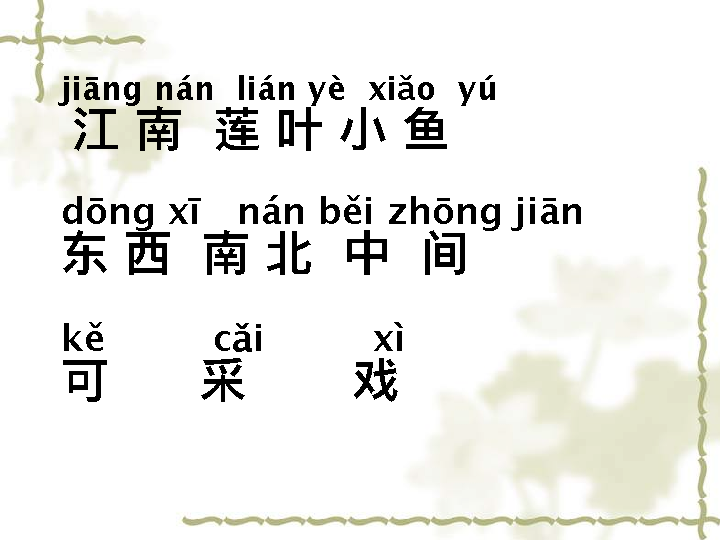 jiāng nán lián yè xiǎo yú
江 南 莲 叶 小 鱼
dōng xī nán běi zhōng jiān
东 西 南 北 中 间
kě cǎi xì
可 采 戏